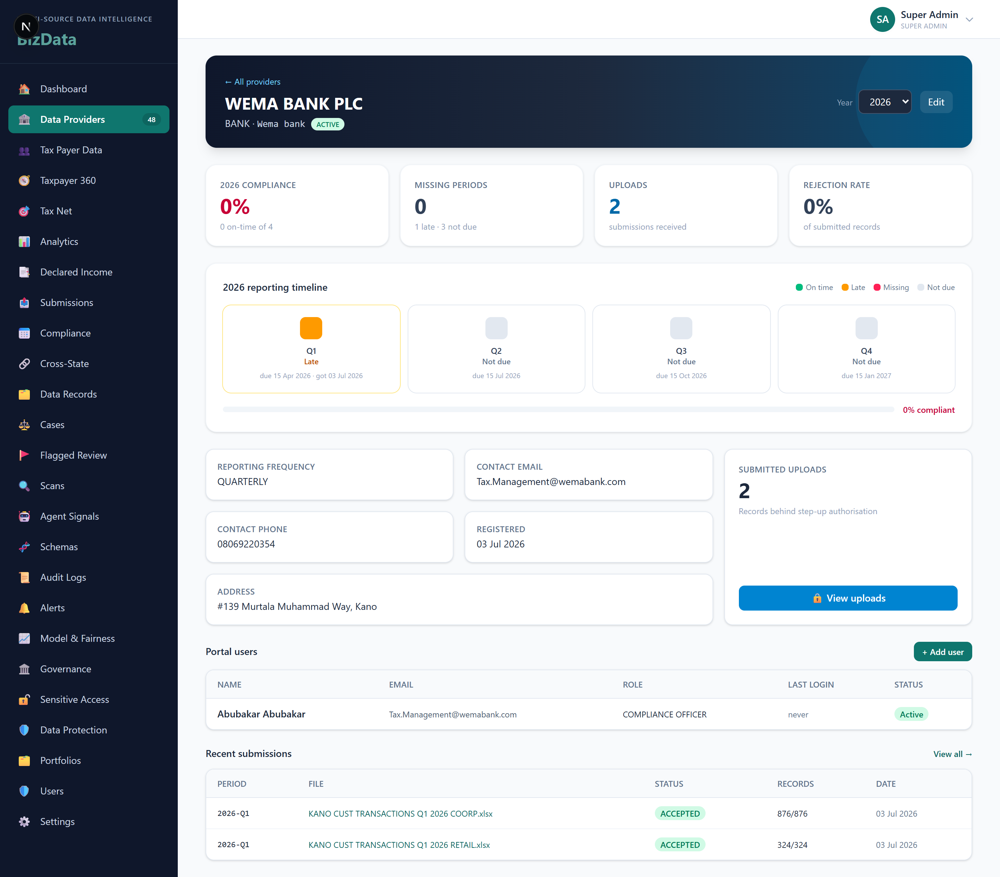 I-SOURCE DATA INTELLIGENCE
N
BizData
Dashboard
Data Providers 48
Tax Payer Data
Taxpayer 360
Tax Net
Analytics
Declared Income
Submissions
Compliance
Cross-State
Data Records
Cases
Flagged Review
Scans
Agent Signals
Schemas
Audit Logs
Alerts
Model & Fairness
Governance
Sensitive Access
Data Protection
Portfolios
Users
Settings
SA
Super Admin
SUPER ADMIN
← All providers
WEMA BANK PLC
BANK · Wema bank ACTIVE
Year 2026 Edit
2026 COMPLIANCE
0%
0 on-time of 4
MISSING PERIODS
0
1 late · 3 not due
UPLOADS
2
submissions received
REJECTION RATE
0%
of submitted records
2026 reporting timeline
On time Late Missing Not due
Q1
Late
due 15 Apr 2026 · got 03 Jul 2026
Q2
Not due
due 15 Jul 2026
Q3
Not due
due 15 Oct 2026
Q4
Not due
due 15 Jan 2027
0% compliant
REPORTING FREQUENCY
QUARTERLY
CONTACT EMAIL
Tax.Management@wemabank.com
CONTACT PHONE
08069220354
REGISTERED
03 Jul 2026
ADDRESS
#139 Murtala Muhammad Way, Kano
SUBMITTED UPLOADS
2
Records behind step-up authorisation
View uploads
Portal users
+ Add user
NAME EMAIL ROLE LAST LOGIN STATUS
Abubakar Abubakar Tax.Management@wemabank.com COMPLIANCE OFFICER never Active
Recent submissions
View all →
PERIOD FILE STATUS RECORDS DATE
2026-Q1 KANO CUST TRANSACTIONS Q1 2026 COORP.xlsx ACCEPTED 876/876 03 Jul 2026
2026-Q1 KANO CUST TRANSACTIONS Q1 2026 RETAIL.xlsx ACCEPTED 324/324 03 Jul 2026